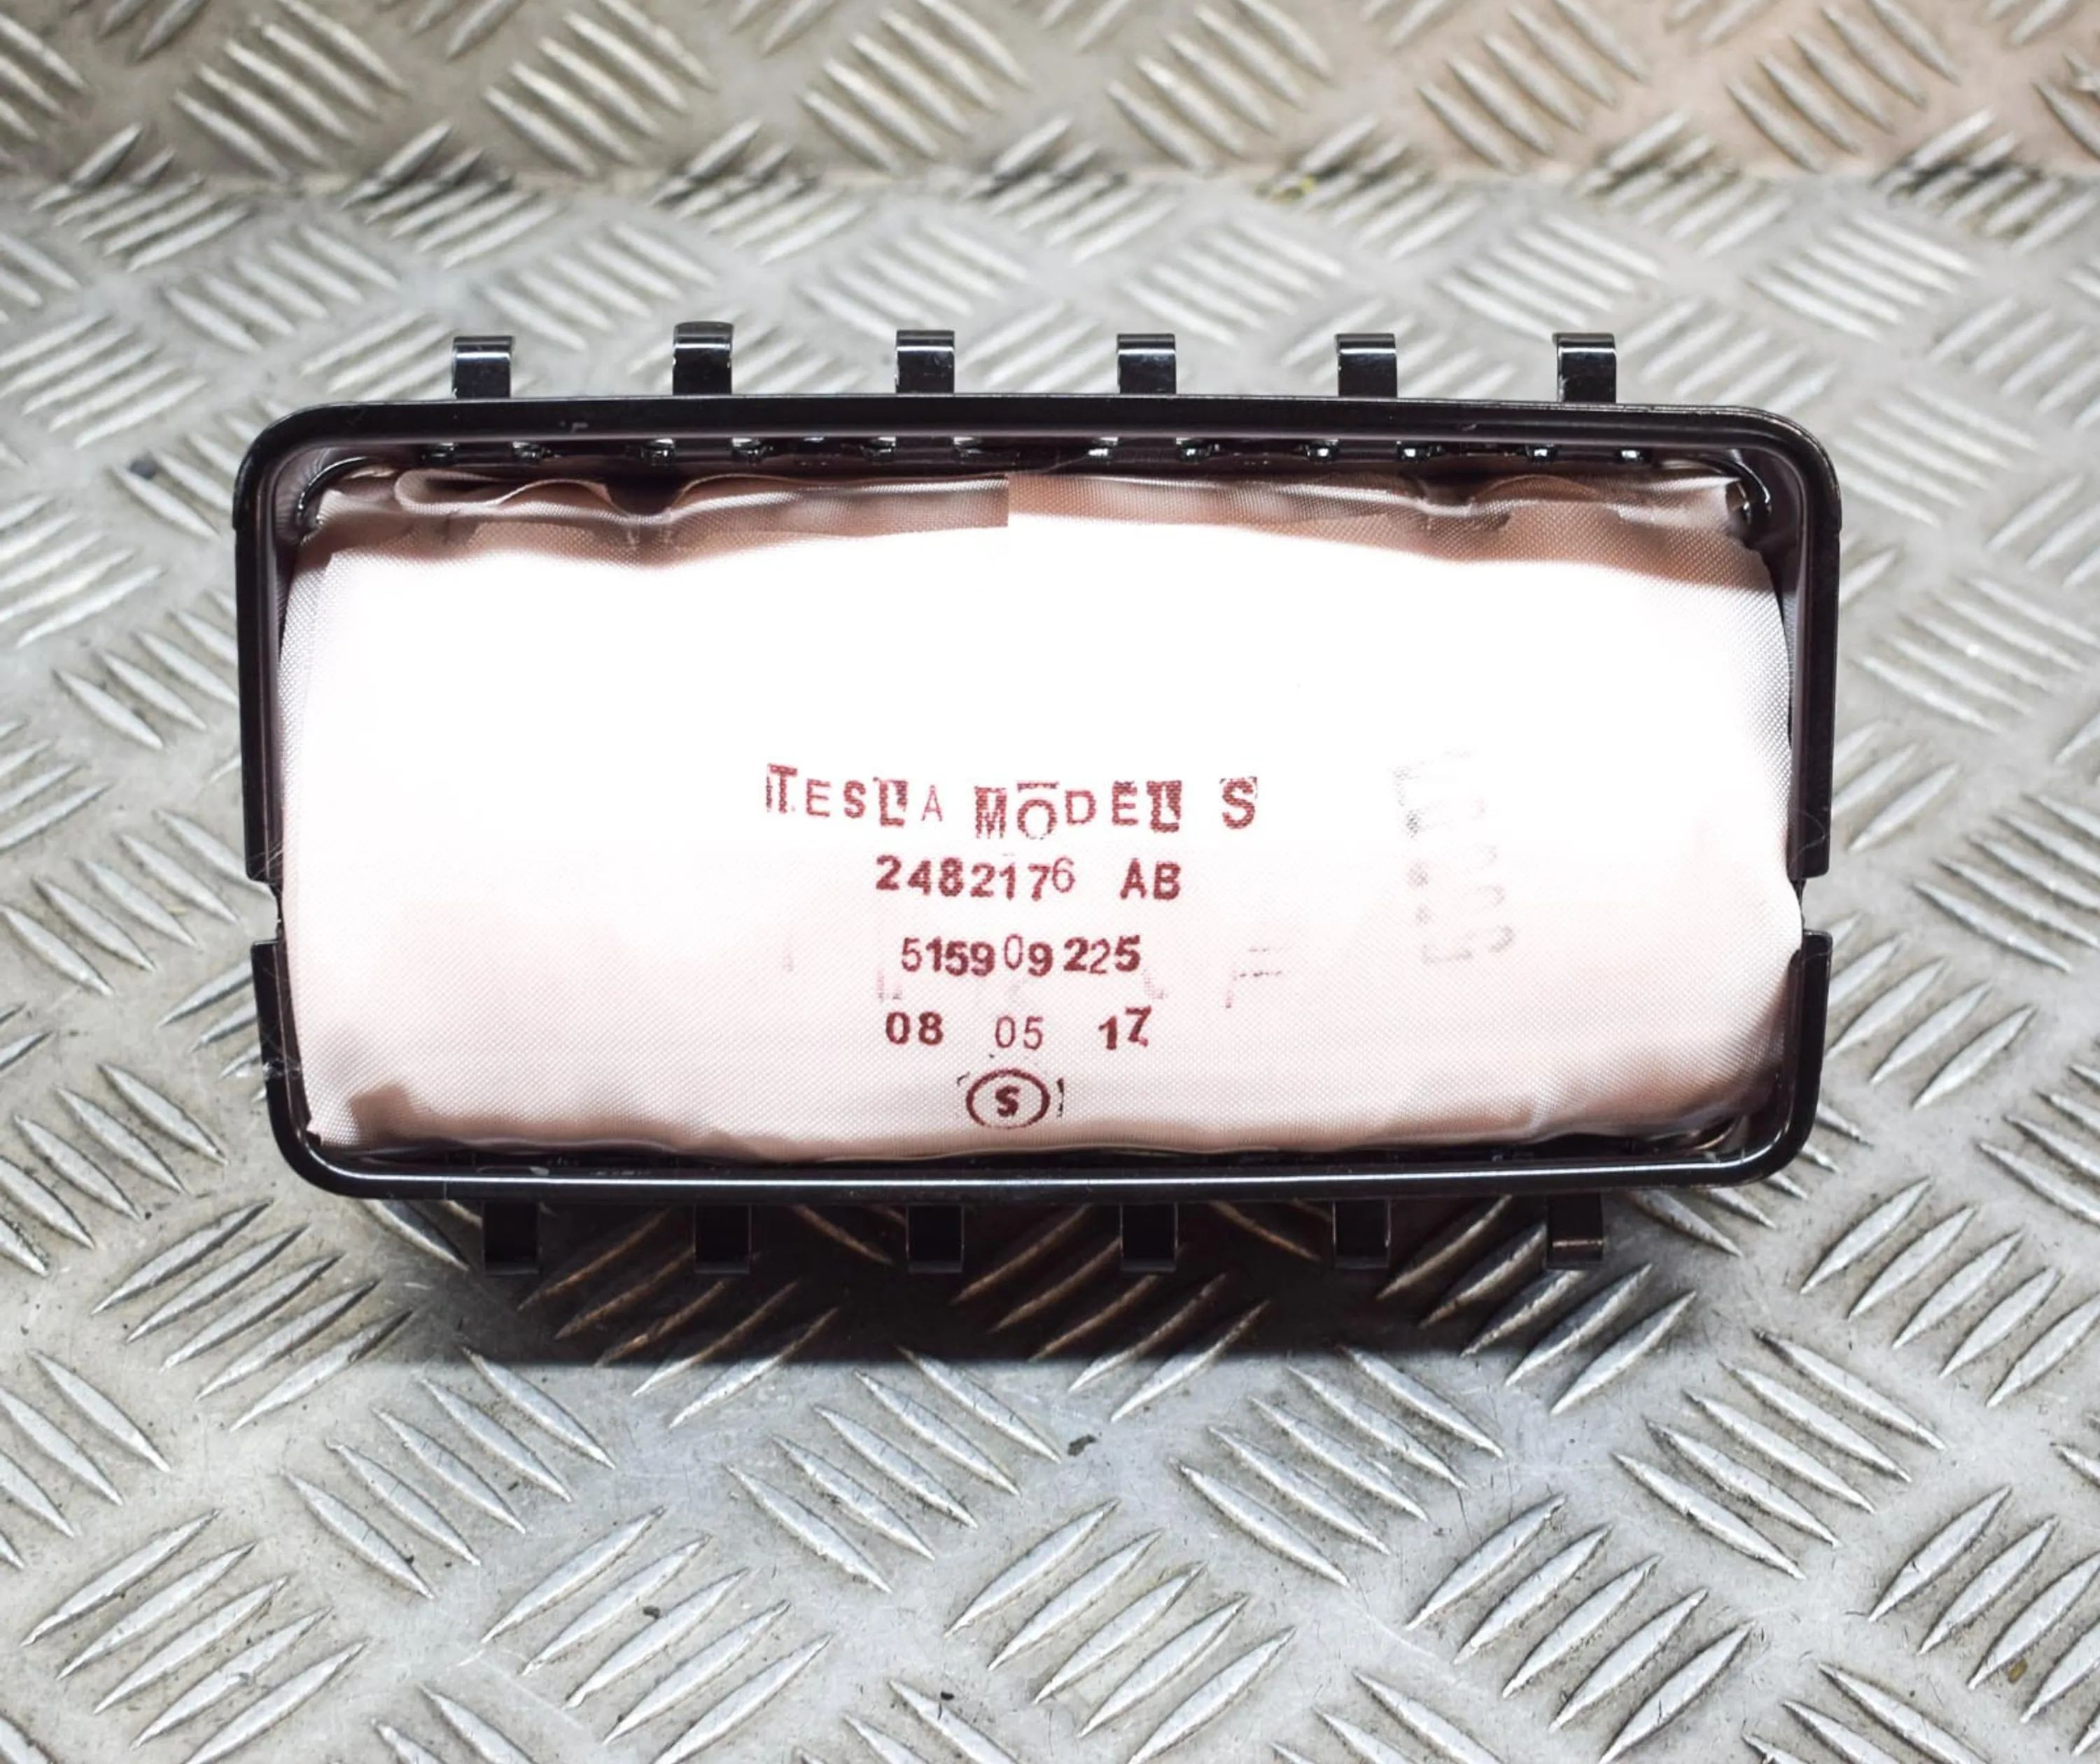 TESLA MODEL S
2482176 AB
515909225
08 05 17
S